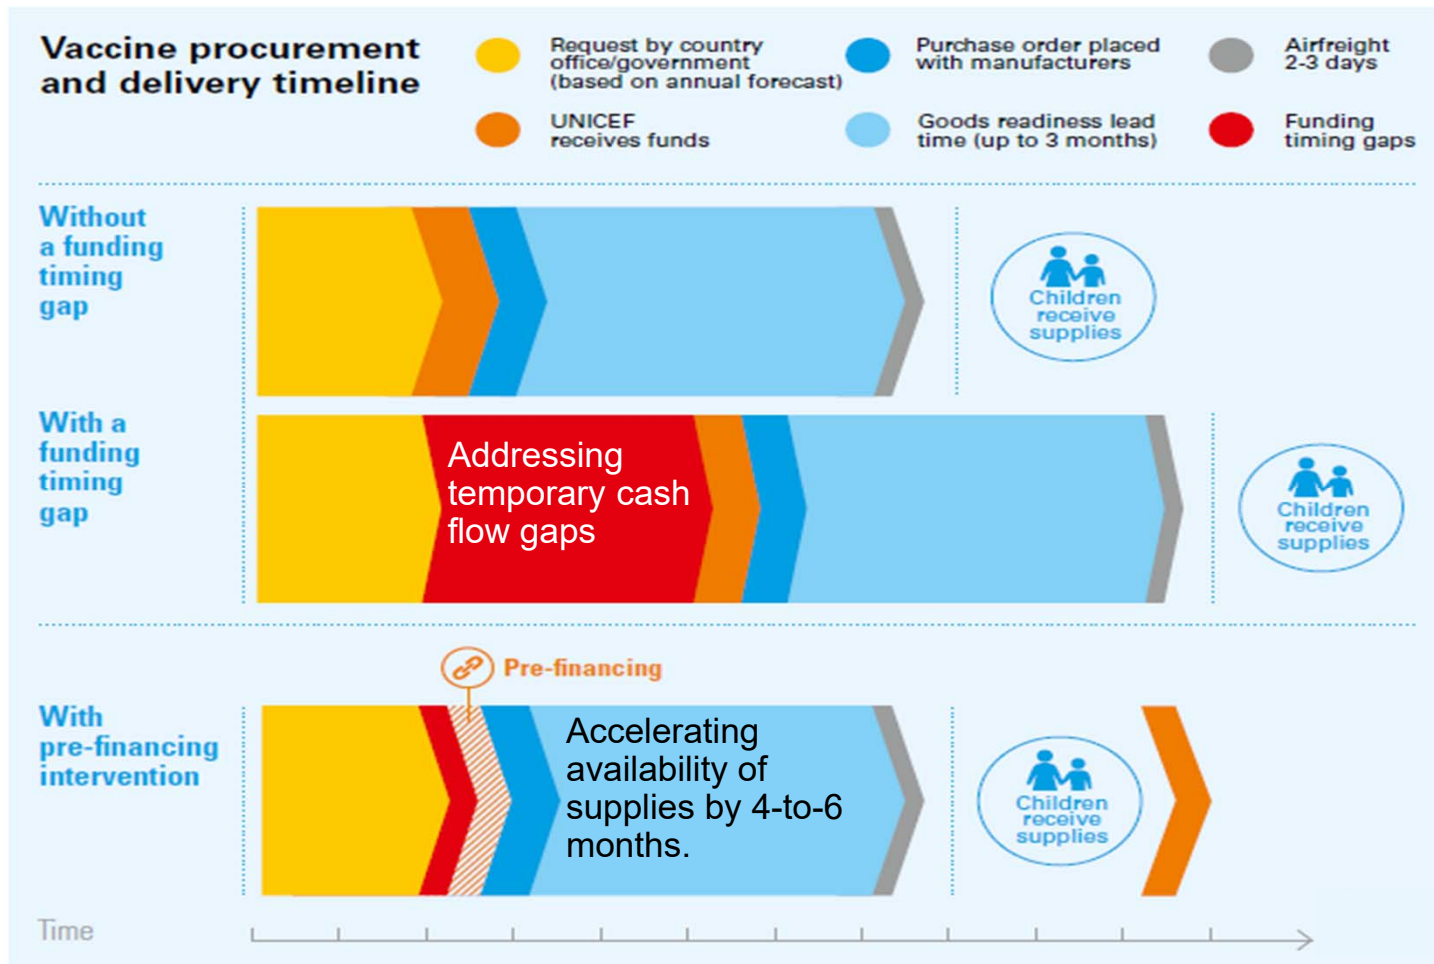 Vaccine procurement
and delivery timeline
Request by country
office/government
(based on annual forecast)
UNICEF
receives funds
Purchase order placed
with manufacturers
Goods readiness lead
time (up to 3 months)
Airfreight
2-3 days
Funding
timing gaps
Without
a funding
timing
gap
Children
receive
supplies
With a
funding
timing
gap
Addressing
temporary cash
flow gaps
Children
receive
supplies
Pre-financing
With
pre-financing
intervention
Accelerating
availability of
supplies by 4-to-6
months.
Children
receive
supplies
Time